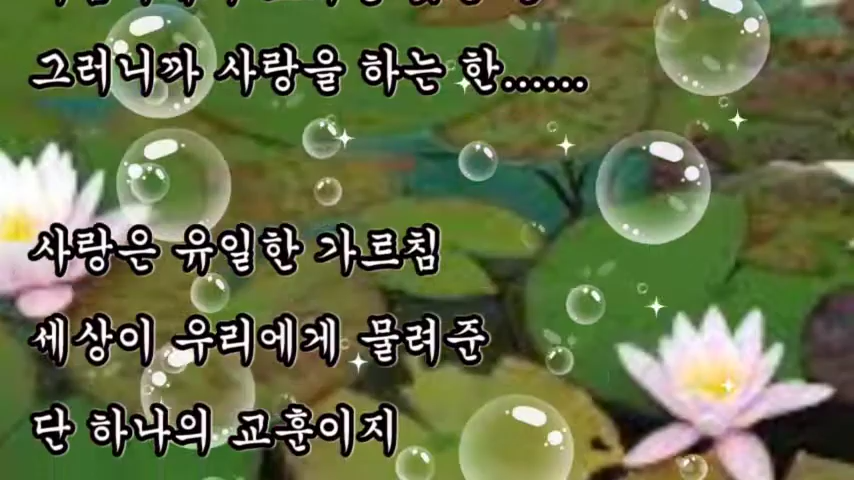 그러니까 사랑을 하는 한......
사랑은 유일한 가르침
세상이 우리에게 물려준
단 하나의 교훈이지